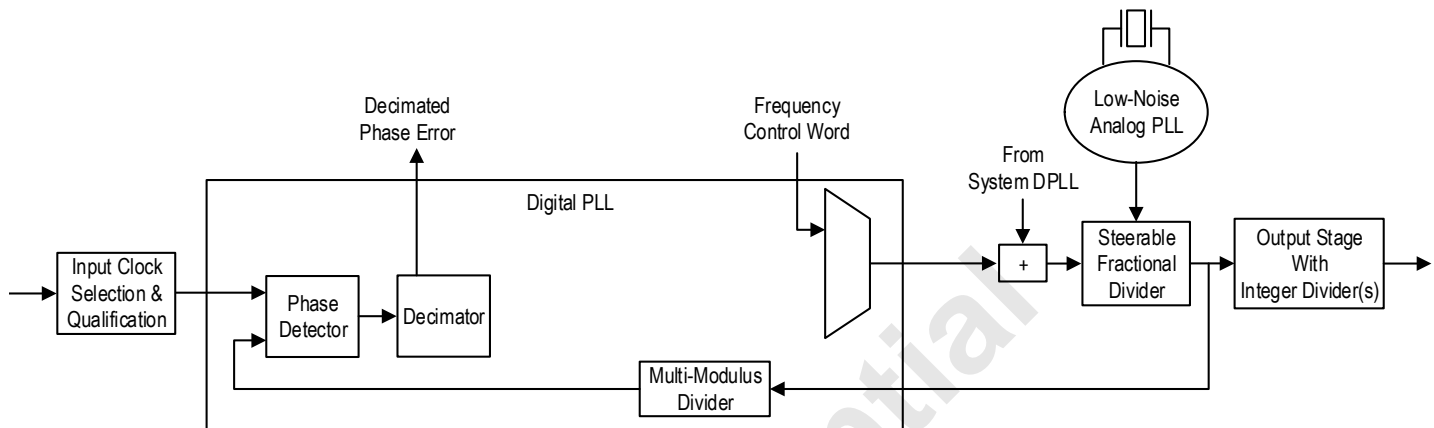 Low-Noise
Analog PLL
Decimated
Phase Error
Frequency
Control Word
From
System DPLL
Digital PLL
Input Clock
Selection &
Qualification
Phase
Detector
Decimator
+
Steerable
Fractional
Divider
Output Stage
With
Integer Divider(s)
Multi-Modulus
Divider
ntial